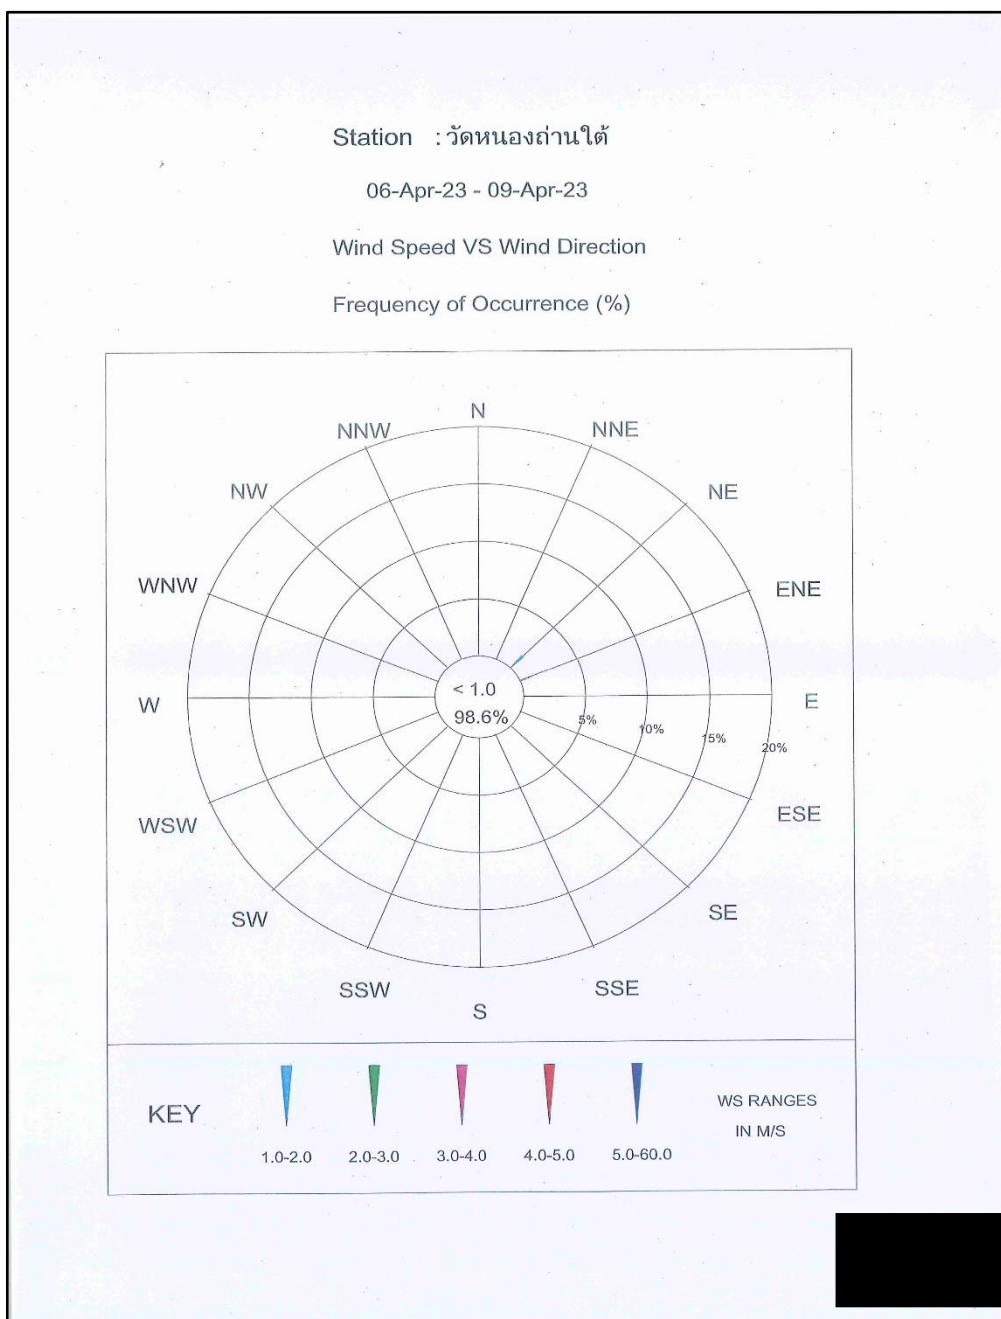 Station : วัดหนองถ่านใต้
06-Apr-23 - 09-Apr-23
Wind Speed VS Wind Direction
Frequency of Occurrence (%)
N
NNW
NNE
NW
NE
WNW
ENE
< 1.0
98.6%
W
E
5%
10%
15%
20%
WSW
ESE
SW
SE
SSW
SSE
S
KEY
WS RANGES
IN M/S
1.0-2.0
2.0-3.0
3.0-4.0
4.0-5.0
5.0-60.0